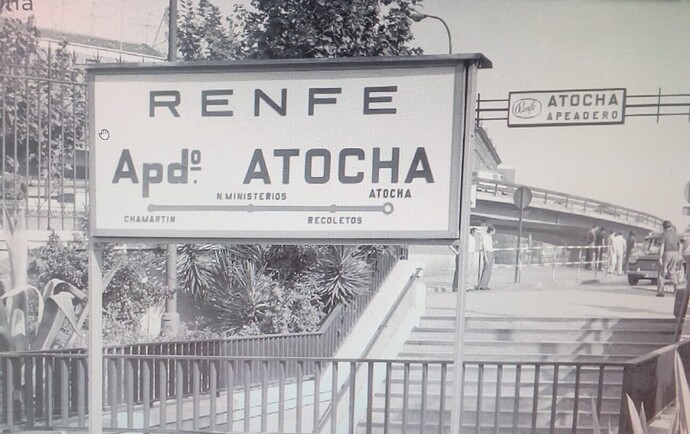 RENFE
Apdº. ATOCHA
N.MINISTERIOS
ATOCHA
CHAMARTIN
RECOLETOS
Renfe
ATOCHA
APEADERO